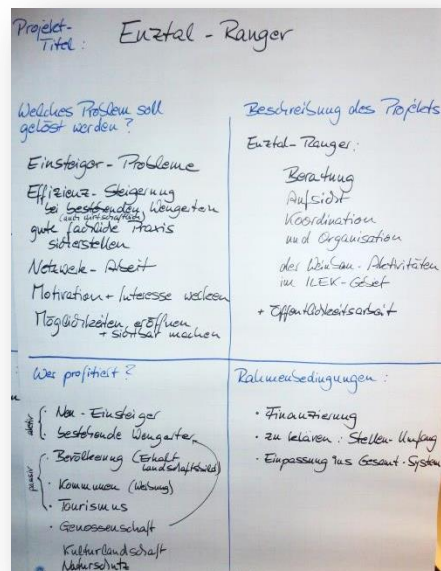 Projekt-
Titel:
Enztal-Ranger
Welches Problem soll
gelöst werden?
Einsteiger-Probleme
Effizienz-Steigerung
bei bestehenden Wengerten
(auch wirtschaftlich)
gute fachliche Praxis
sicherstellen
Netzwerk-Arbeit
Motivation + Interesse wecken
Möglichkeiten eröffnen
+ sichtbar machen
Beschreibung des Projekts
Enztal-Ranger:
Beratung
Aufsicht
Koordination
und Organisation
der Weinbau-Aktivitäten
im ILEK-Gebiet
+ Öffentlichkeitsarbeit
Wer profitiert?
aktiv
· Neu-Einsteiger
· bestehende Wengerter
passiv
· Bevölkerung (Erhalt
Landschaftsbild)
· Kommunen (Werbung)
· Tourismus
· Genossenschaft
Kulturlandschaft
Naturschutz
Rahmenbedingungen:
· Finanzierung
· zu klären: Stellen-Umfang
· Einpassung ins Gesamt-System